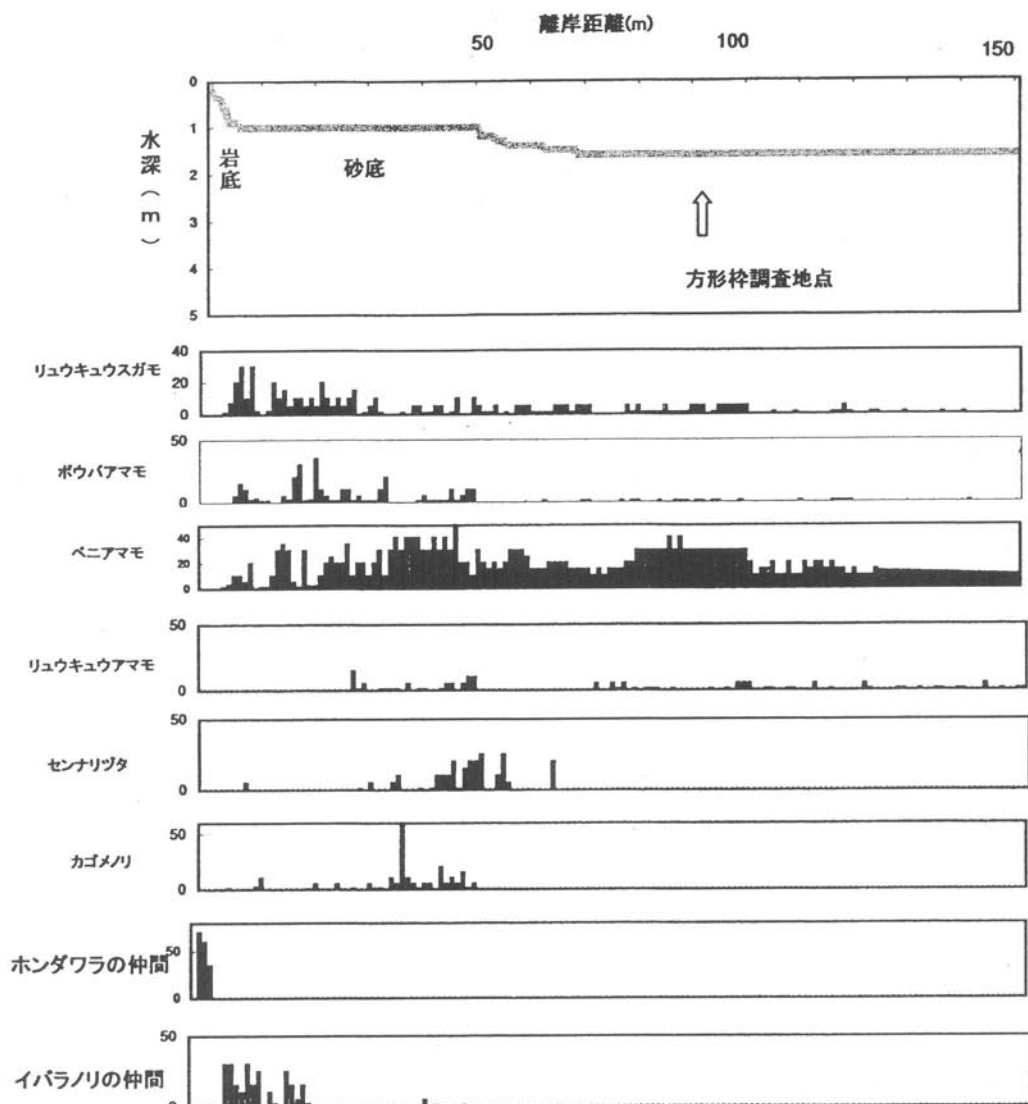 離岸距離(m)
50 100 150
0
1
2
3
4
5
水深(m)
岩底
砂底
方形枠調査地点
リュウキュウスガモ
40
20
0
ボウバアマモ
50
0
ベニアマモ
40
20
0
リュウキュウアマモ
50
0
センナリヅタ
50
0
カゴメノリ
50
0
ホンダワラの仲間
50
0
イバラノリの仲間
50
0